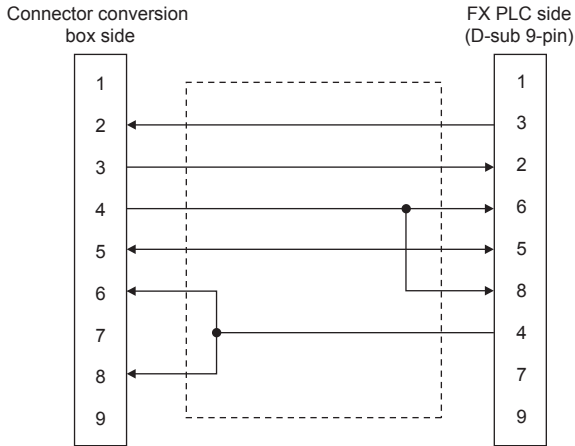 Connector conversion
box side
FX PLC side
(D-sub 9-pin)
1 1
2 3
3 2
4 6
5 5
6 8
7 4
8 7
9 9